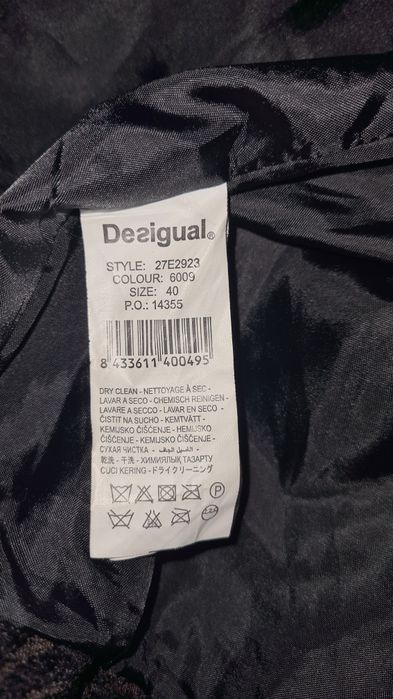 Desigual®
STYLE: 27E2923
COLOUR: 6009
SIZE: 40
P.O.: 14355
8 433611 400495
DRY CLEAN - NETTOYAGE À SEC -
LAVAR A SECO - CHEMISCH REINIGEN -
LAVARE A SECCO - LAVAR EN SECO -
ČISTIT NA SUCHO - KEMTVÄTT -
KEMIJSKO ČIŠČENJE - HEMIJSKO
ČIŠĆENJE - KEMIJSKO ČIŠĆENJE -
СУХАЯ ЧИСТКА -
乾洗 - 干洗 - ХИМИЯЛЫҚ ТАЗАРТУ
CUCI KERING - ドライクリーニング
P